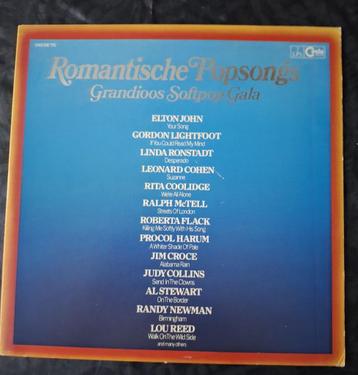 Romantische Popsongs
Grandioos Softpop Gala
ELTON JOHN
Your Song
GORDON LIGHTFOOT
If You Could Read My Mind
LINDA RONSTADT
Desperado
LEONARD COHEN
Suzanne
RITA COOLIDGE
We're All Alone
RALPH McTELL
Streets Of London
ROBERTA FLACK
Killing Me Softly With His Song
PROCOL HARUM
A Whiter Shade Of Pale
JIM CROCE
Alabama Rain
JUDY COLLINS
Send In The Clowns
AL STEWART
On The Border
RANDY NEWMAN
Birmingham
LOU REED
Walk On The Wild Side
and many others